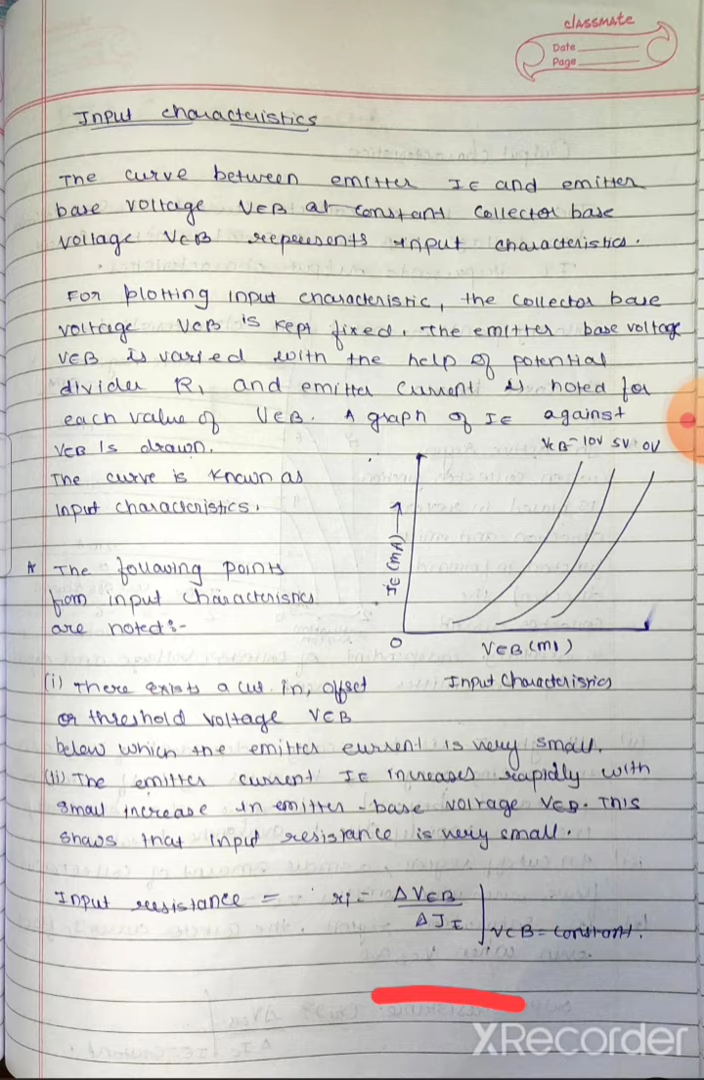 classmate
Date
Page
Input characteristics
The curve between emitter IE and emitter
base voltage VEB at constant collector base
voltage VCB represents input characteristics.
For plotting input characteristic, the collector base
voltage VCB is kept fixed. The emitter base voltage
VEB is varied with the help of potential
divider R1 and emitter current is noted for
each value of VEB. A graph of IE against
VEB is drawn.
VCB=10V 5V 0V
The curve is known as
input characteristics.
IE (mA)
* The following points
from input characteristics
are noted:-
O
VEB (mV)
Input Characteristics
(i) There exists a cut in, offset
or threshold voltage VEB
below which the emitter current is very small.
(ii) The emitter current IE increases rapidly with
small increase in emitter-base voltage VEB. This
shows that input resistance is very small.
Input resistance = ri = ΔVEB
ΔIE
VCB = constant.
XRecorder